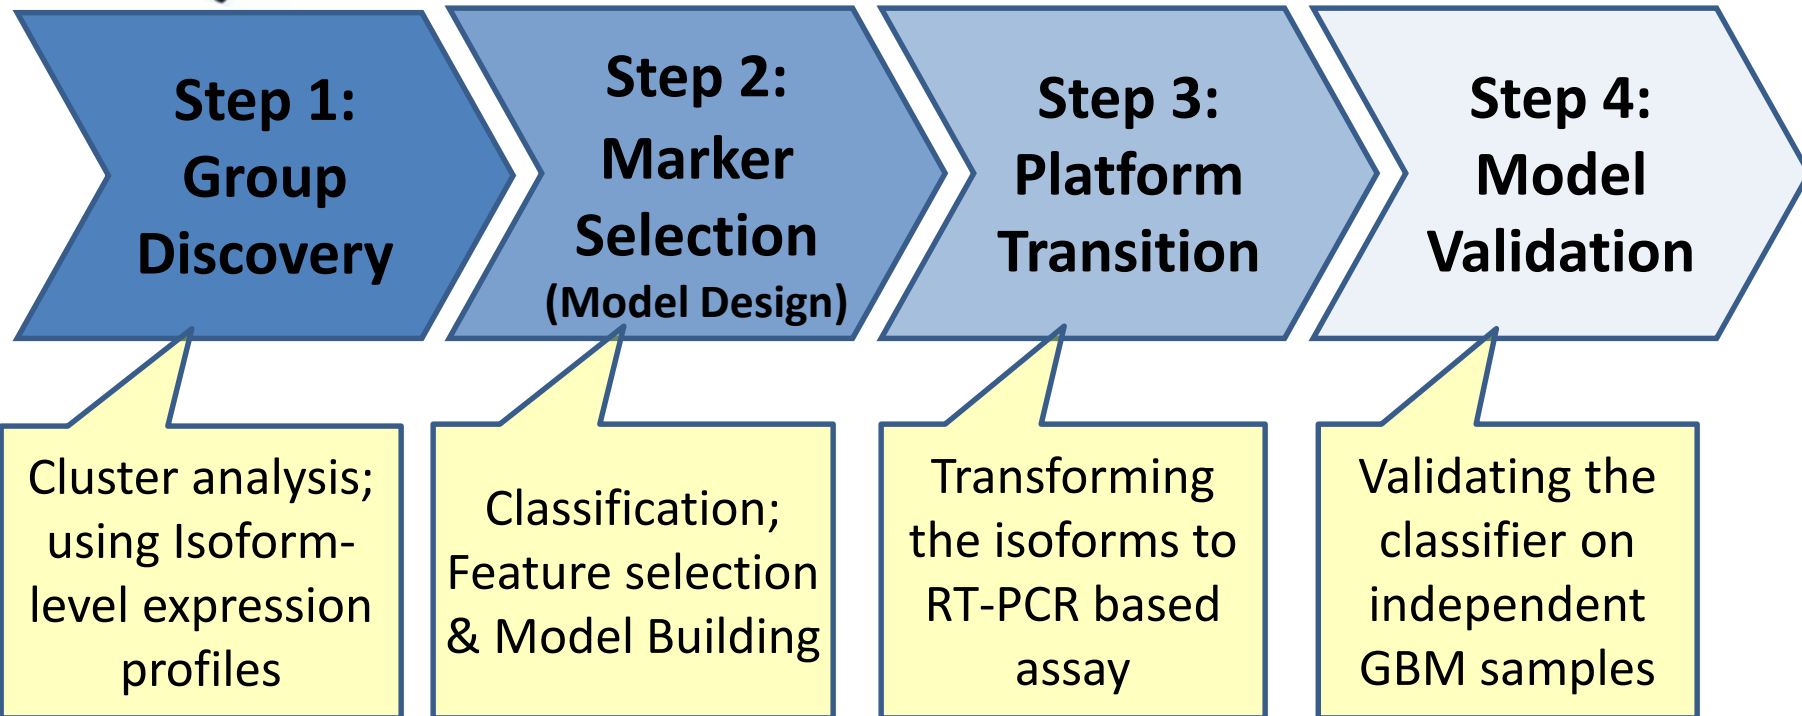 Step 1:
Group
Discovery
Step 2:
Marker
Selection
(Model Design)
Step 3:
Platform
Transition
Step 4:
Model
Validation
Cluster analysis;
using Isoform-
level expression
profiles
Classification;
Feature selection
& Model Building
Transforming
the isoforms to
RT-PCR based
assay
Validating the
classifier on
independent
GBM samples